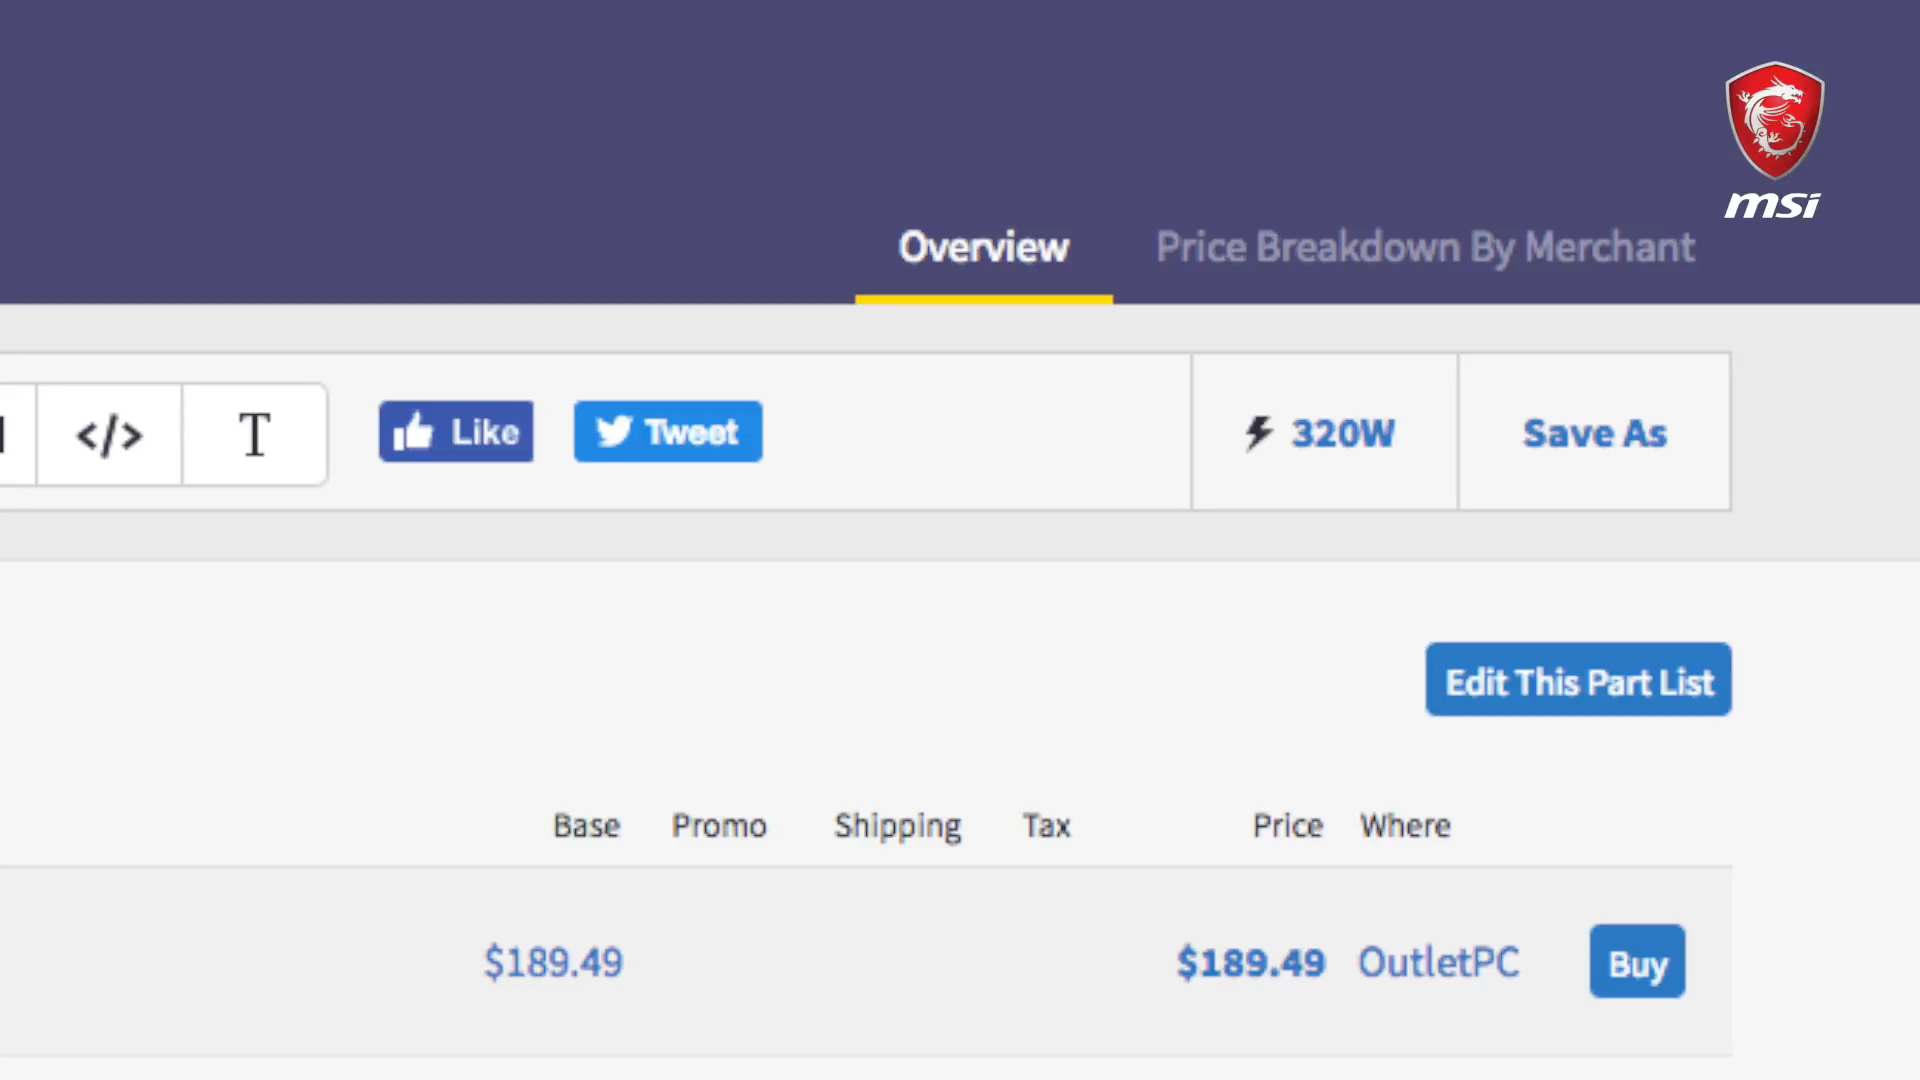 msi
Overview Price Breakdown By Merchant
</> T Like Tweet 320W Save As
Edit This Part List
Base Promo Shipping Tax Price Where
$189.49 $189.49 OutletPC Buy